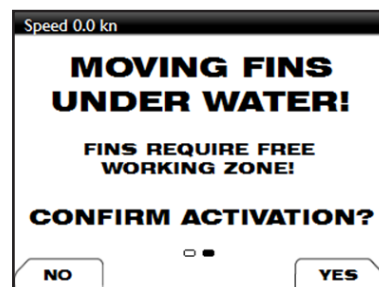 Speed 0.0 kn
MOVING FINS
UNDER WATER!
FINS REQUIRE FREE
WORKING ZONE!
CONFIRM ACTIVATION?
NO
YES